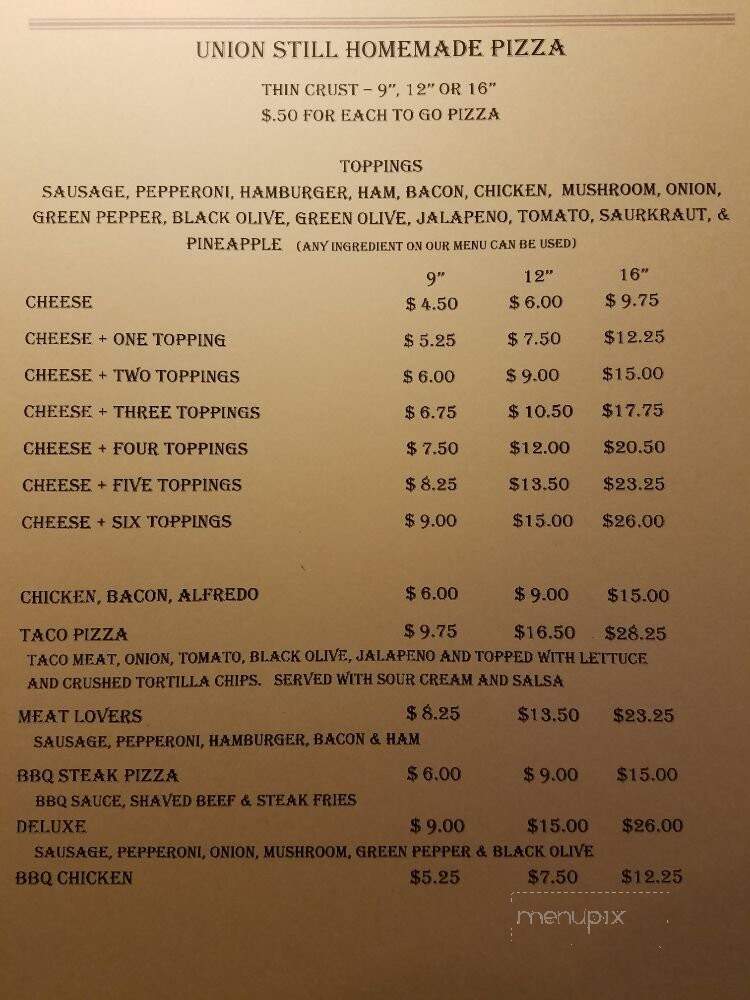 UNION STILL HOMEMADE PIZZA
THIN CRUST – 9", 12" OR 16"
$.50 FOR EACH TO GO PIZZA
TOPPINGS
SAUSAGE, PEPPERONI, HAMBURGER, HAM, BACON, CHICKEN, MUSHROOM, ONION,
GREEN PEPPER, BLACK OLIVE, GREEN OLIVE, JALAPENO, TOMATO, SAURKRAUT, &
PINEAPPLE (ANY INGREDIENT ON OUR MENU CAN BE USED)
9" 12" 16"
CHEESE $ 4.50 $ 6.00 $ 9.75
CHEESE + ONE TOPPING $ 5.25 $ 7.50 $12.25
CHEESE + TWO TOPPINGS $ 6.00 $ 9.00 $15.00
CHEESE + THREE TOPPINGS $ 6.75 $ 10.50 $17.75
CHEESE + FOUR TOPPINGS $ 7.50 $12.00 $20.50
CHEESE + FIVE TOPPINGS $ 8.25 $13.50 $23.25
CHEESE + SIX TOPPINGS $ 9.00 $15.00 $26.00
CHICKEN, BACON, ALFREDO $ 6.00 $ 9.00 $15.00
TACO PIZZA $ 9.75 $16.50 $28.25
TACO MEAT, ONION, TOMATO, BLACK OLIVE, JALAPENO AND TOPPED WITH LETTUCE
AND CRUSHED TORTILLA CHIPS. SERVED WITH SOUR CREAM AND SALSA
MEAT LOVERS $ 8.25 $13.50 $23.25
SAUSAGE, PEPPERONI, HAMBURGER, BACON & HAM
BBQ STEAK PIZZA $ 6.00 $ 9.00 $15.00
BBQ SAUCE, SHAVED BEEF & STEAK FRIES
DELUXE $ 9.00 $15.00 $26.00
SAUSAGE, PEPPERONI, ONION, MUSHROOM, GREEN PEPPER & BLACK OLIVE
BBQ CHICKEN $5.25 $7.50 $12.25
menupix